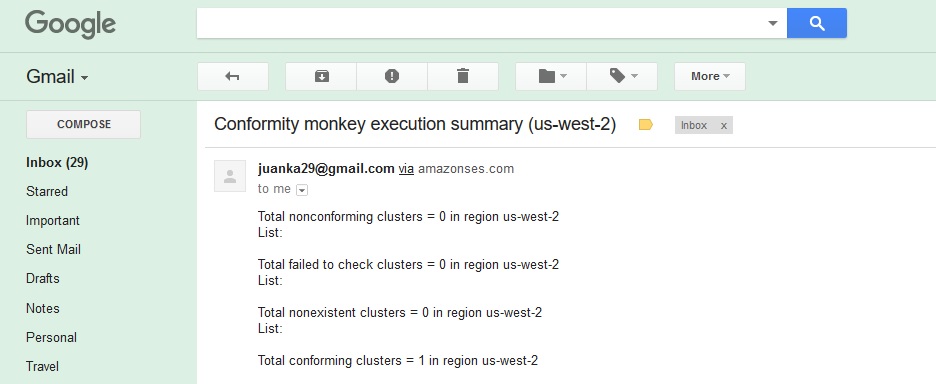 Google
Gmail
More
COMPOSE
Conformity monkey execution summary (us-west-2)
Inbox x
Inbox (29)
Starred
Important
Sent Mail
Drafts
Notes
Personal
Travel
juanka29@gmail.com via amazonses.com
to me
Total nonconforming clusters = 0 in region us-west-2
List:
Total failed to check clusters = 0 in region us-west-2
List:
Total nonexistent clusters = 0 in region us-west-2
List:
Total conforming clusters = 1 in region us-west-2